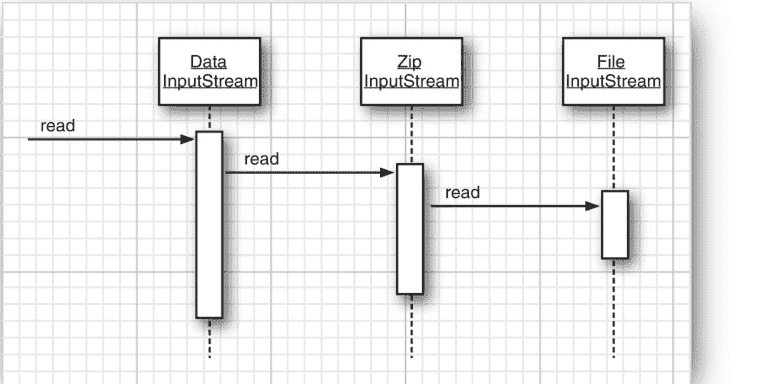 Data
InputStream
Zip
InputStream
File
InputStream
read
read
read